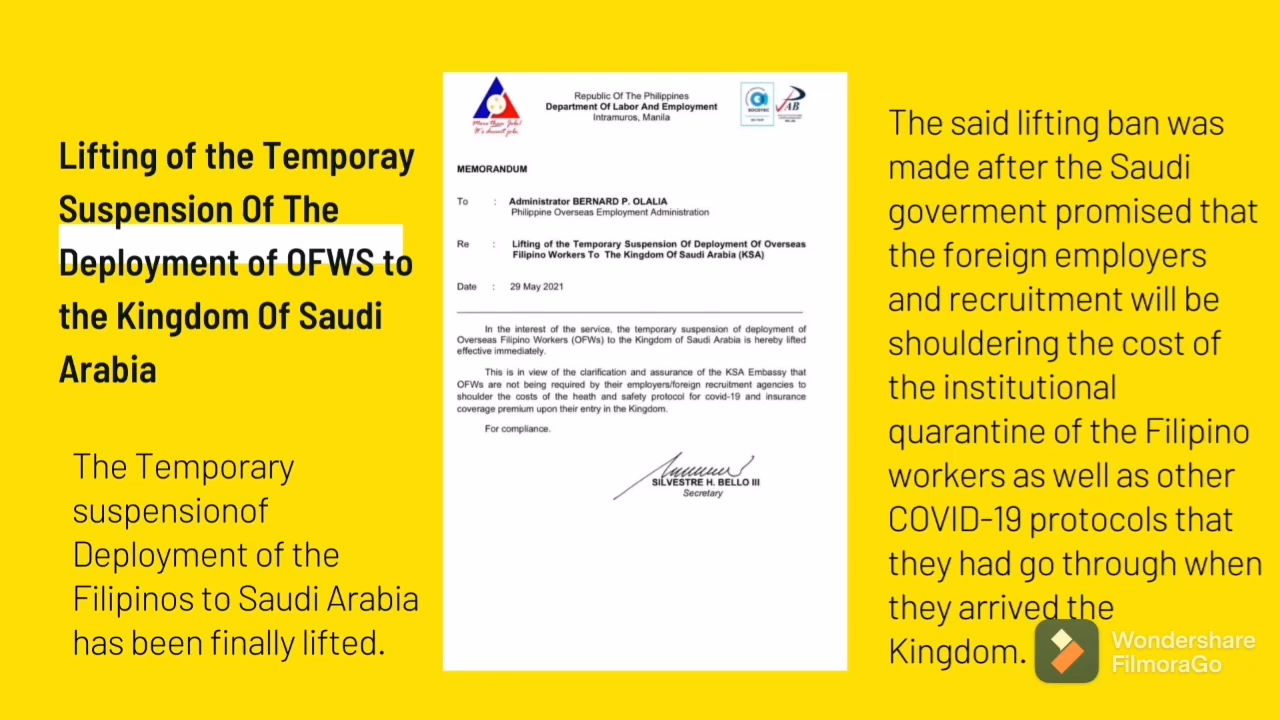 Lifting of the Temporay
Suspension Of The
Deployment of OFWS to
the Kingdom Of Saudi
Arabia
The Temporary
suspensionof
Deployment of the
Filipinos to Saudi Arabia
has been finally lifted.
Republic Of The Philippines
Department Of Labor And Employment
Intramuros, Manila
MEMORANDUM
To : Administrator BERNARD P. OLALIA
Philippine Overseas Employment Administration
Re : Lifting of the Temporary Suspension Of Deployment Of Overseas
Filipino Workers To The Kingdom Of Saudi Arabia (KSA)
Date : 29 May 2021
In the interest of the service, the temporary suspension of deployment of
Overseas Filipino Workers (OFWs) to the Kingdom of Saudi Arabia is hereby lifted
effective immediately.
This is in view of the clarification and assurance of the KSA Embassy that
OFWs are not being required by their employers/foreign recruitment agencies to
shoulder the costs of the heath and safety protocol for covid-19 and insurance
coverage premium upon their entry in the Kingdom.
For compliance.
SILVESTRE H. BELLO III
Secretary
The said lifting ban was
made after the Saudi
goverment promised that
the foreign employers
and recruitment will be
shouldering the cost of
the institutional
quarantine of the Filipino
workers as well as other
COVID-19 protocols that
they had go through when
they arrived the
Kingdom.
Wondershare
FilmoraGo